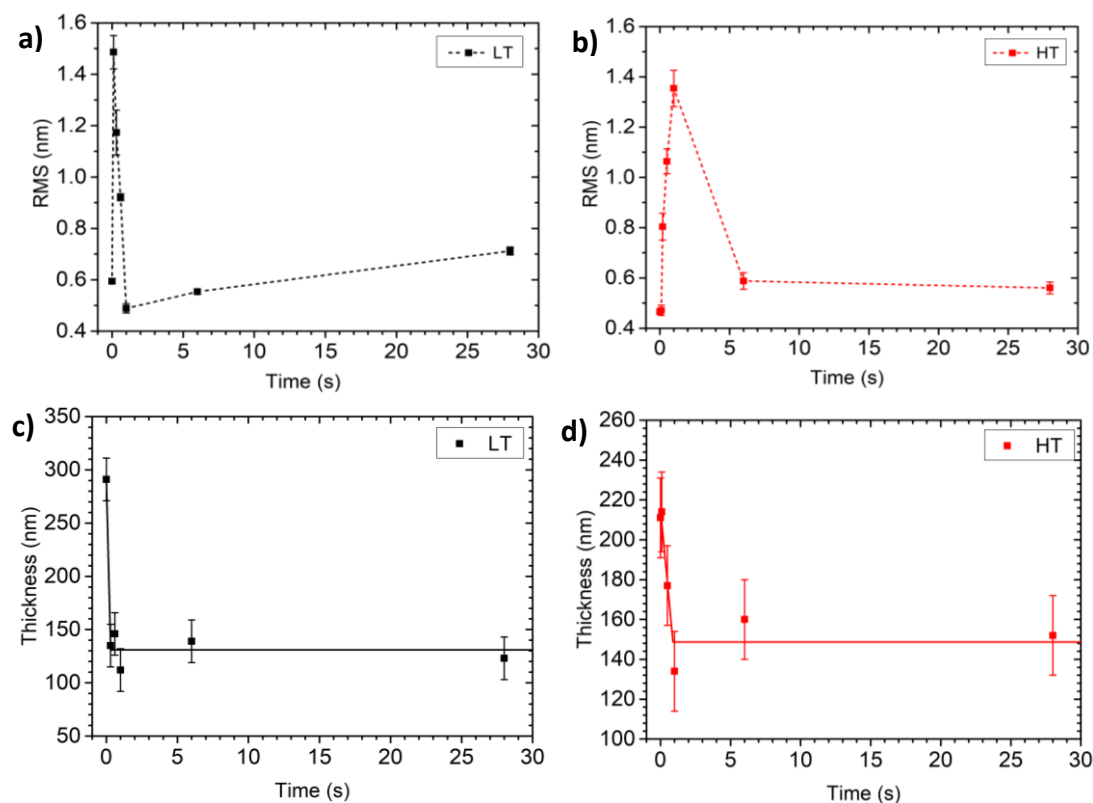 a)
LT
1.6
1.4
1.2
1.0
0.8
0.6
0.4
RMS (nm)
0 5 10 15 20 25 30
Time (s)
b)
HT
1.6
1.4
1.2
1.0
0.8
0.6
0.4
RMS (nm)
0 5 10 15 20 25 30
Time (s)
c)
LT
350
300
250
200
150
100
50
Thickness (nm)
0 5 10 15 20 25 30
Time (s)
d)
HT
260
240
220
200
180
160
140
120
100
Thickness (nm)
0 5 10 15 20 25 30
Time (s)